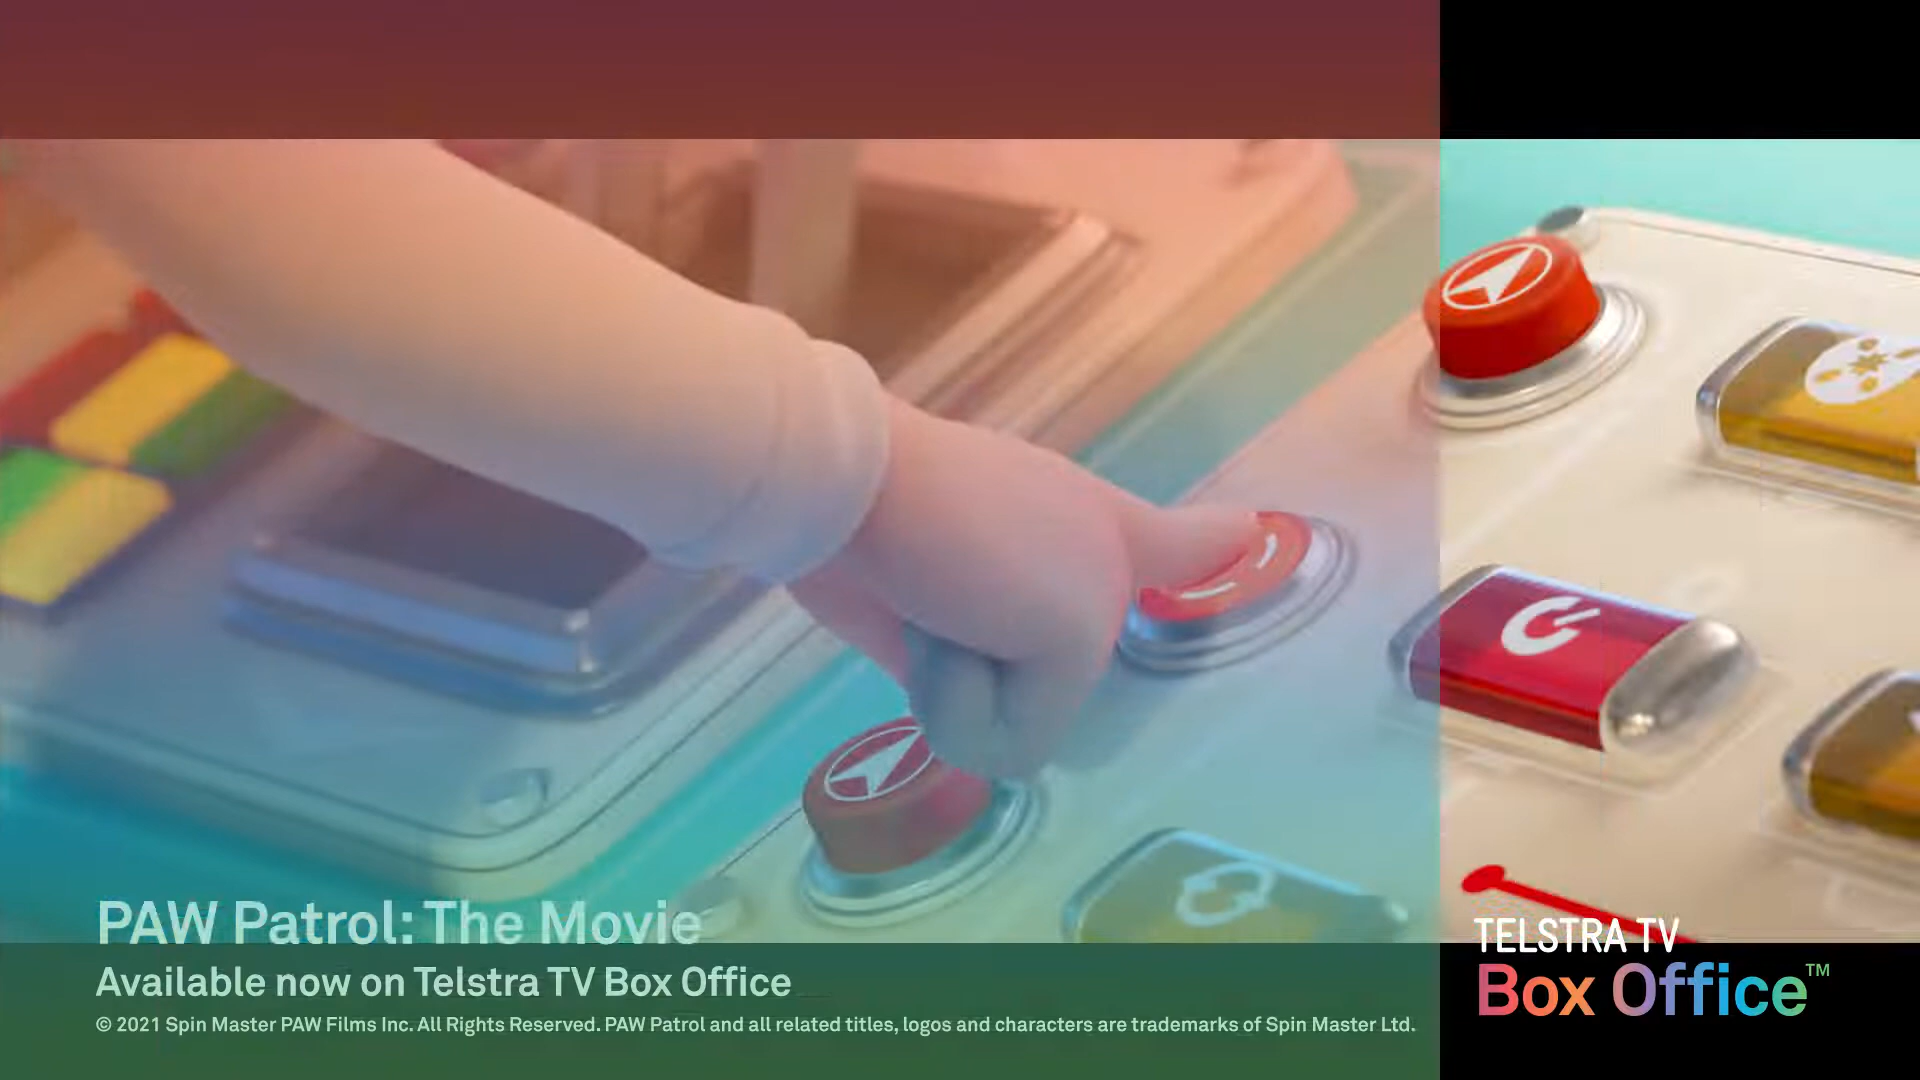 PAW Patrol: The Movie
Available now on Telstra TV Box Office
© 2021 Spin Master PAW Films Inc. All Rights Reserved. PAW Patrol and all related titles, logos and characters are trademarks of Spin Master Ltd.
TELSTRA TV
Box Office™